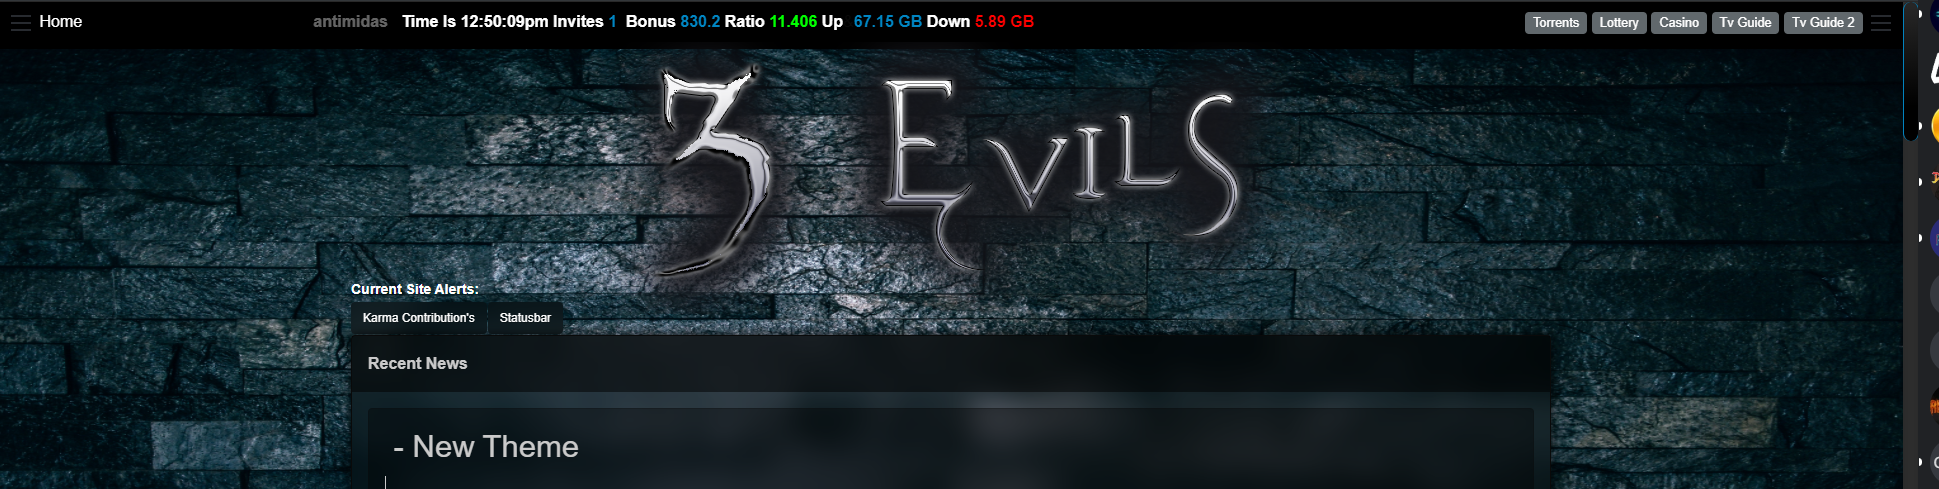 Home
antimidas Time Is 12:50:09pm Invites 1 Bonus 830.2 Ratio 11.406 Up 67.15 GB Down 5.89 GB
Torrents Lottery Casino Tv Guide Tv Guide 2
3 Evils
Current Site Alerts:
Karma Contribution's Statusbar
Recent News
- New Theme